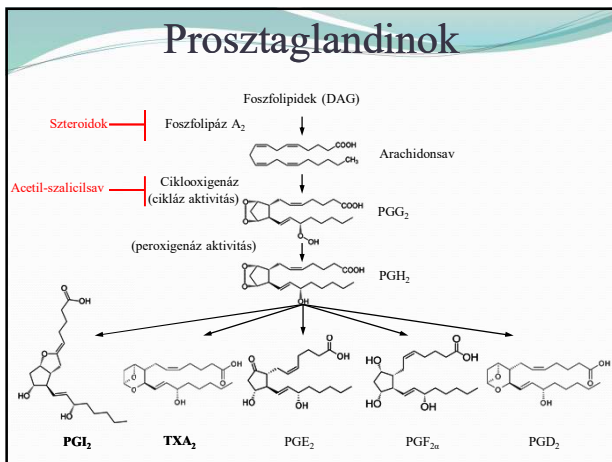 Prosztaglandinok
Foszfolipidek (DAG)
Szteroidok
Foszfolipáz A₂
COOH
CH₃
Arachidonsav
Acetil-szalicilsav
Ciklooxigenáz
(cikláz aktivitás)
O
O
COOH
O
OH
PGG₂
(peroxigenáz aktivitás)
O
O
COOH
OH
PGH₂
O
OH
O
HO
OH
PGI₂
O
O
OH
O
OH
TXA₂
O
O
OH
HO
OH
PGE₂
OH
O
OH
HO
HO
PGF₂α
O
O
OH
O
OH
PGD₂